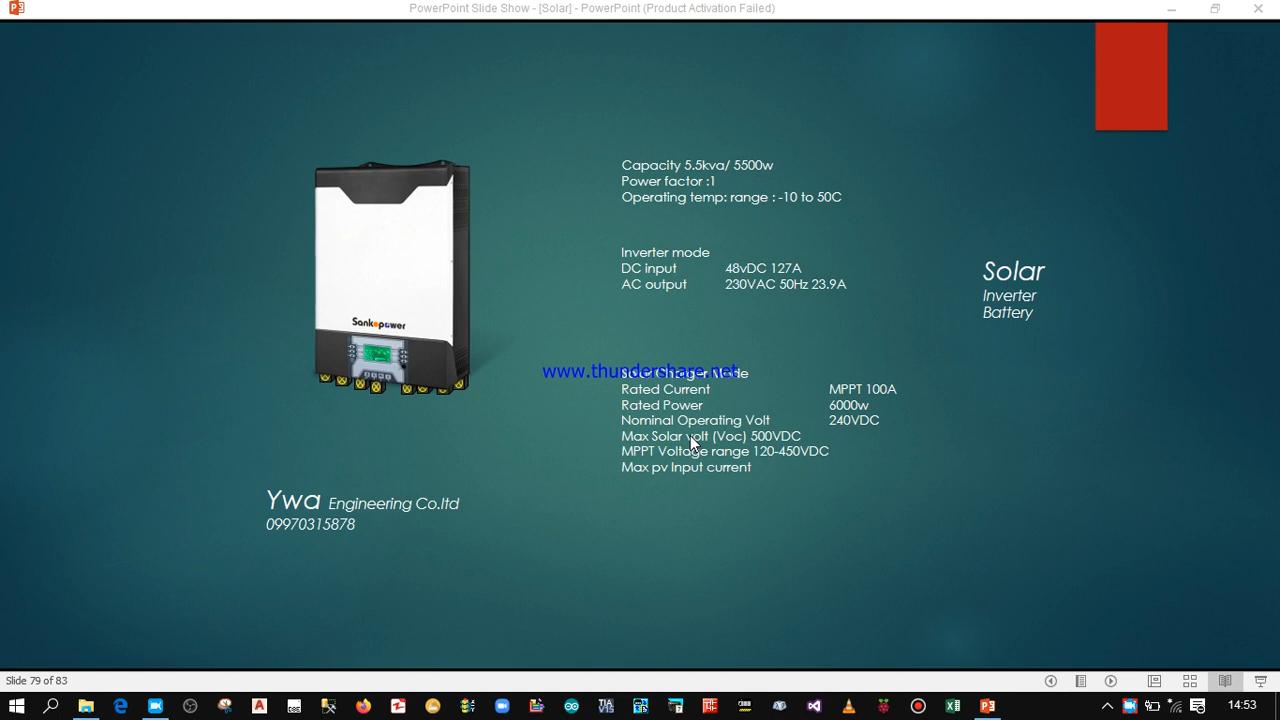 PowerPoint Slide Show - [Solar] - PowerPoint (Product Activation Failed)
Capacity 5.5kva/ 5500w
Power factor :1
Operating temp: range : -10 to 50C
Inverter mode
DC input 48vDC 127A
AC output 230VAC 50Hz 23.9A
Solar
Inverter
Battery
Sankopower
www.thundershare.net
Mode
Rated Current MPPT 100A
Rated Power 6000w
Nominal Operating Volt 240VDC
Max Solar volt (Voc) 500VDC
MPPT Voltage range 120-450VDC
Max pv Input current
Ywa Engineering Co.ltd
09970315878
Slide 79 of 83
14:53